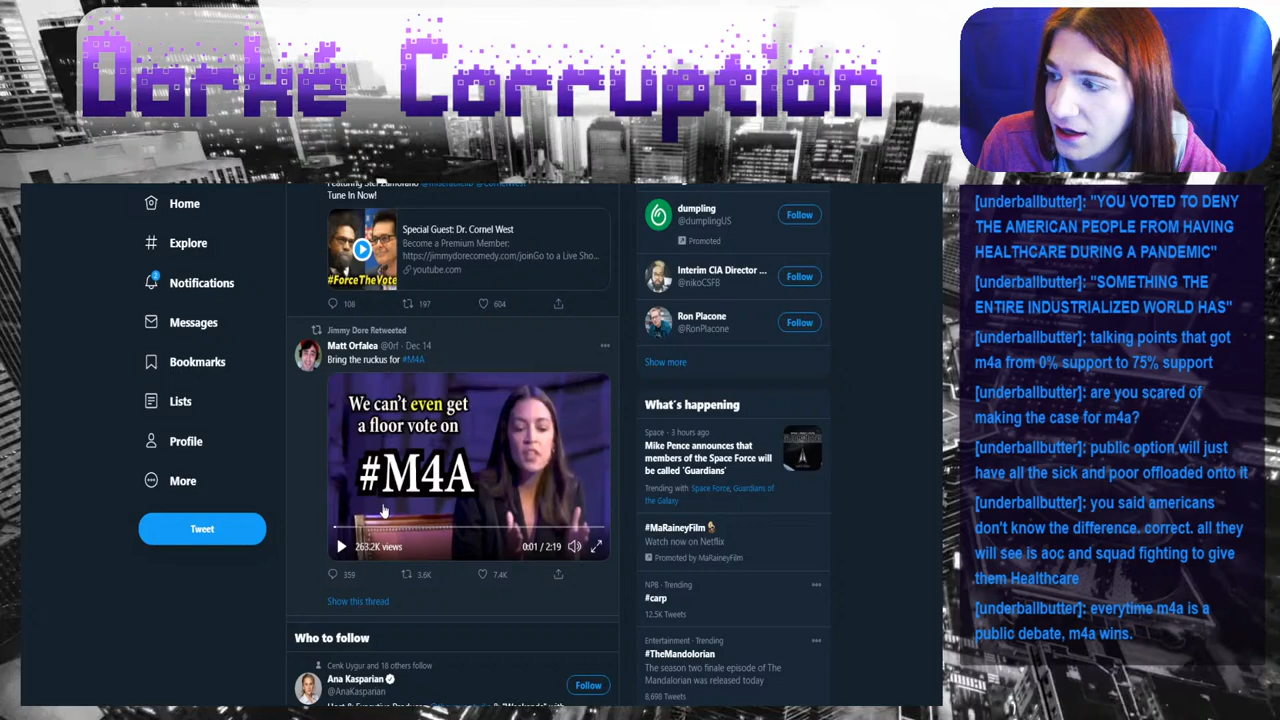 Dorké Corruption
Home
Explore
2
Notifications
Messages
Bookmarks
Lists
Profile
More
Tweet
Tune In Now!
#ForceTheVote
Special Guest: Dr. Cornel West
Become a Premium Member:
https://jimmydorecomedy.com/joinGo to a Live Sho...
youtube.com
108
197
604
Jimmy Dore Retweeted
Matt Orfalea @0rf · Dec 14
Bring the ruckus for #M4A
We can't even get
a floor vote on
#M4A
263.2K views
0:01 / 2:19
359
3.6K
7.4K
Show this thread
Who to follow
Cenk Uygur and 18 others follow
Ana Kasparian
@AnaKasparian
Follow
dumpling
@dumplingUS
Follow
Promoted
Interim CIA Director ...
@nikoCSFB
Follow
Ron Placone
@RonPlacone
Follow
Show more
What's happening
Space · 3 hours ago
Mike Pence announces that
members of the Space Force will
be called 'Guardians'
Trending with Space Force, Guardians of
the Galaxy
#MaRaineyFilm
Watch now on Netflix
Promoted by MaRaineyFilm
NPB · Trending
#carp
12.5K Tweets
Entertainment · Trending
#TheMandalorian
The season two finale episode of The
Mandalorian was released today
8,698 Tweets
[underballbutter]: "YOU VOTED TO DENY
THE AMERICAN PEOPLE FROM HAVING
HEALTHCARE DURING A PANDEMIC"
[underballbutter]: "SOMETHING THE
ENTIRE INDUSTRIALIZED WORLD HAS"
[underballbutter]: talking points that got
m4a from 0% support to 75% support
[underballbutter]: are you scared of
making the case for m4a?
[underballbutter]: public option will just
have all the sick and poor offloaded onto it
[underballbutter]: you said americans
don't know the difference. correct. all they
will see is aoc and squad fighting to give
them Healthcare
[underballbutter]: everytime m4a is a
public debate, m4a wins.